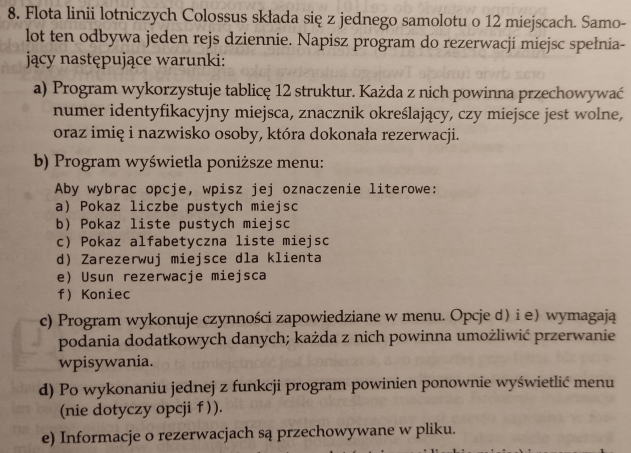 8. Flota linii lotniczych Colossus składa się z jednego samolotu o 12 miejscach. Samo-
lot ten odbywa jeden rejs dziennie. Napisz program do rezerwacji miejsc spełnia-
jący następujące warunki:
a) Program wykorzystuje tablicę 12 struktur. Każda z nich powinna przechowywać
numer identyfikacyjny miejsca, znacznik określający, czy miejsce jest wolne,
oraz imię i nazwisko osoby, która dokonała rezerwacji.
b) Program wyświetla poniższe menu:
Aby wybrac opcje, wpisz jej oznaczenie literowe:
a) Pokaz liczbe pustych miejsc
b) Pokaz liste pustych miejsc
c) Pokaz alfabetyczna liste miejsc
d) Zarezerwuj miejsce dla klienta
e) Usun rezerwacje miejsca
f) Koniec
c) Program wykonuje czynności zapowiedziane w menu. Opcje d) i e) wymagają
podania dodatkowych danych; każda z nich powinna umożliwić przerwanie
wpisywania.
d) Po wykonaniu jednej z funkcji program powinien ponownie wyświetlić menu
(nie dotyczy opcji f)).
e) Informacje o rezerwacjach są przechowywane w pliku.